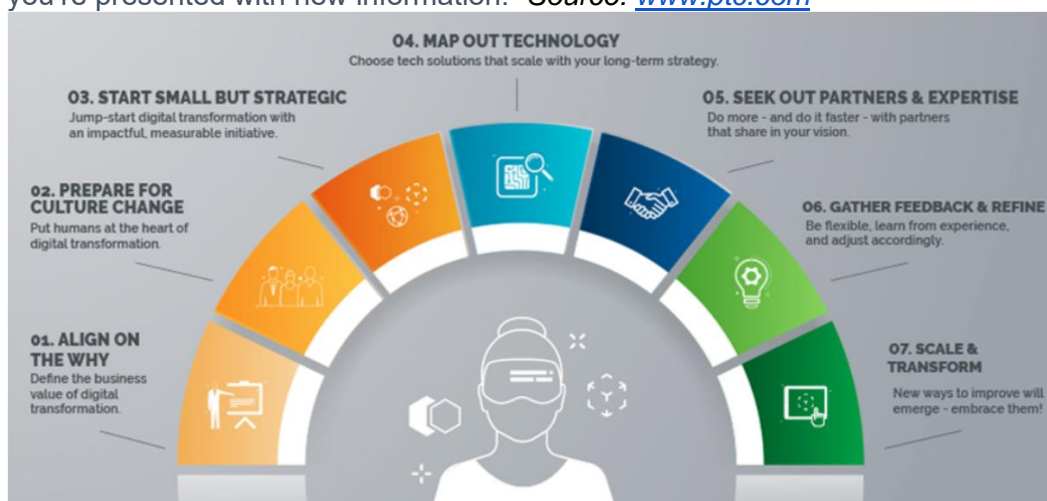 you're presented with new information." Source: www.ptc.com
04. MAP OUT TECHNOLOGY
Choose tech solutions that scale with your long-term strategy.
03. START SMALL BUT STRATEGIC
Jump-start digital transformation with
an impactful, measurable initiative.
05. SEEK OUT PARTNERS & EXPERTISE
Do more - and do it faster - with partners
that share in your vision.
02. PREPARE FOR
CULTURE CHANGE
Put humans at the heart of
digital transformation.
06. GATHER FEEDBACK & REFINE
Be flexible, learn from experience,
and adjust accordingly.
01. ALIGN ON
THE WHY
Define the business
value of digital
transformation.
07. SCALE &
TRANSFORM
New ways to improve will
emerge - embrace them!